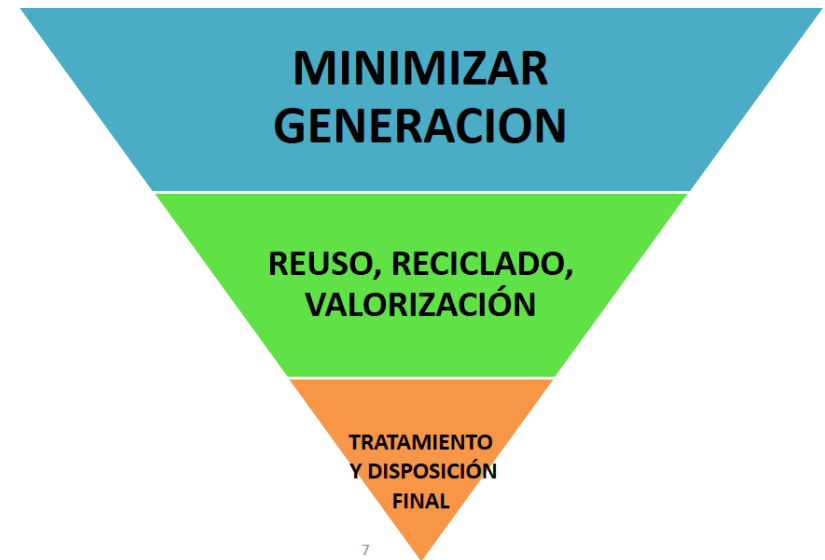 MINIMIZAR
GENERACION
REUSO, RECICLADO,
VALORIZACIÓN
TRATAMIENTO
Y DISPOSICIÓN
FINAL
7